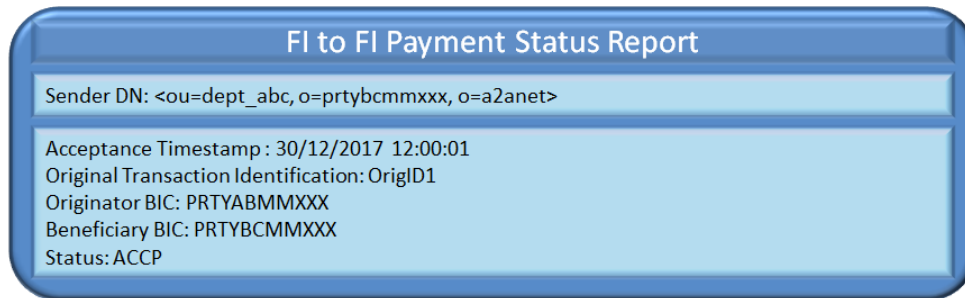 FI to FI Payment Status Report
Sender DN: <ou=dept_abc, o=prtybcmmxxx, o=a2anet>
Acceptance Timestamp : 30/12/2017 12:00:01
Original Transaction Identification: OrigID1
Originator BIC: PRTYABMMXXX
Beneficiary BIC: PRTYBCMMXXX
Status: ACCP